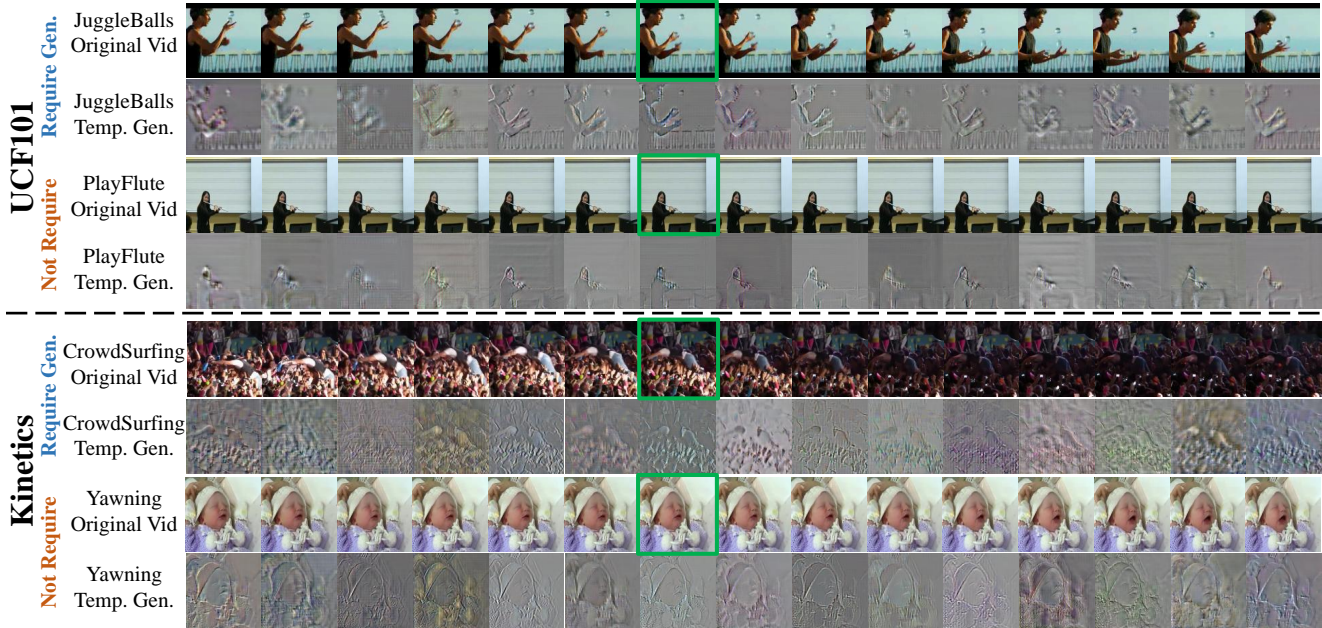 UCF101
Require Gen.
JuggleBalls
Original Vid
JuggleBalls
Temp. Gen.
Not Require
PlayFlute
Original Vid
PlayFlute
Temp. Gen.
Kinetics
Require Gen.
CrowdSurfing
Original Vid
CrowdSurfing
Temp. Gen.
Not Require
Yawning
Original Vid
Yawning
Temp. Gen.